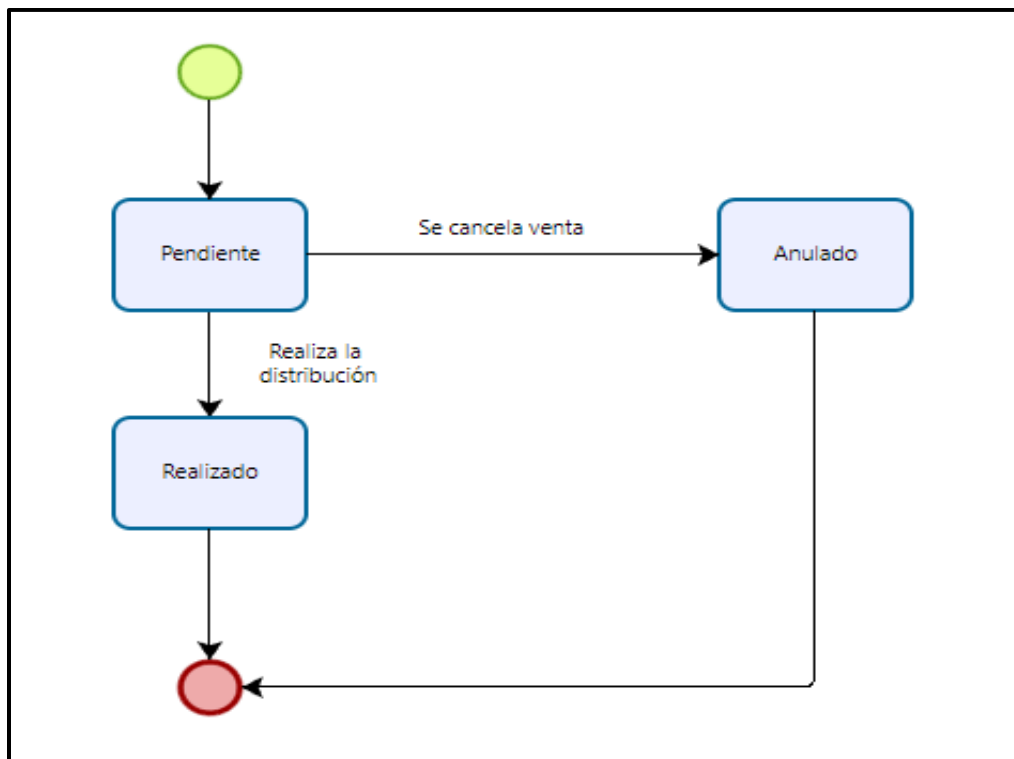 Pendiente
Se cancela venta
Anulado
Realiza la
distribución
Realizado